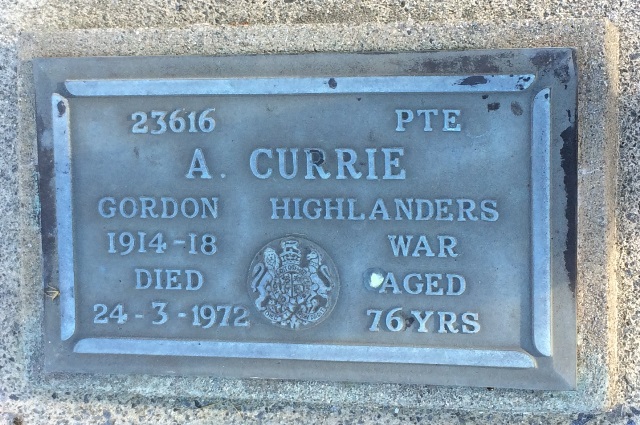 23616 PTE
A. CURRIE
GORDON HIGHLANDERS
1914-18 WAR
DIED AGED
24-3-1972 76 YRS